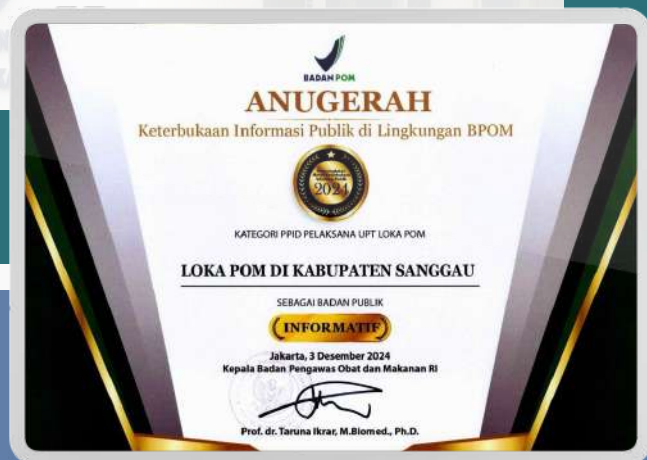 BADAN POM
ANUGERAH
Keterbukaan Informasi Publik di Lingkungan BPOM
2024
KATEGORI PPID PELAKSANA UPT LOKA POM
LOKA POM DI KABUPATEN SANGGAU
SEBAGAI BADAN PUBLIK
INFORMATIF
Jakarta, 3 Desember 2024
Kepala Badan Pengawas Obat dan Makanan RI
Prof. dr. Taruna Ikrar, M.Biomed., Ph.D.